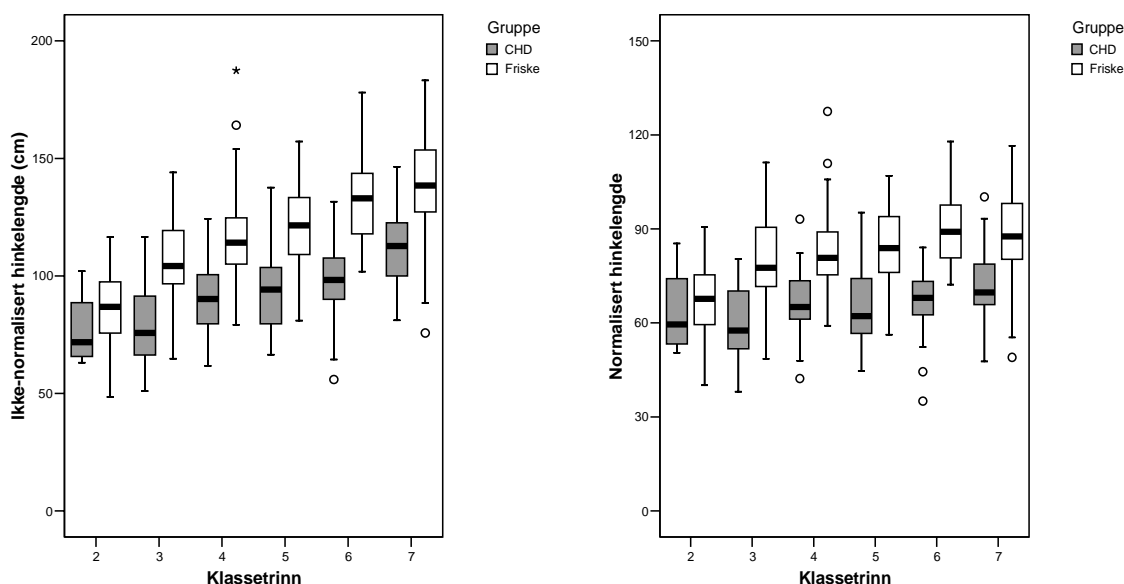 Gruppe
CHD
Friske
200
150
100
50
0
2 3 4 5 6 7
Ikke-normalisert hinkelengde (cm)
Klassetrinn
Gruppe
CHD
Friske
150
120
90
60
30
0
2 3 4 5 6 7
Normalisert hinkelengde
Klassetrinn